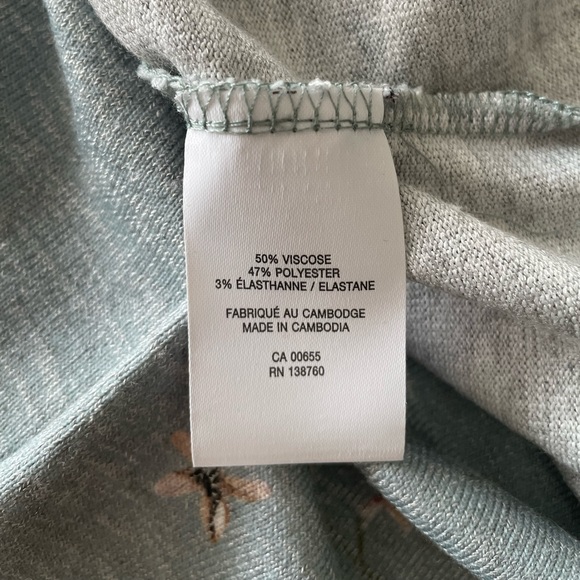 50% VISCOSE
47% POLYESTER
3% ÉLASTHANNE / ELASTANE
FABRIQUÉ AU CAMBODGE
MADE IN CAMBODIA
CA 00655
RN 138760